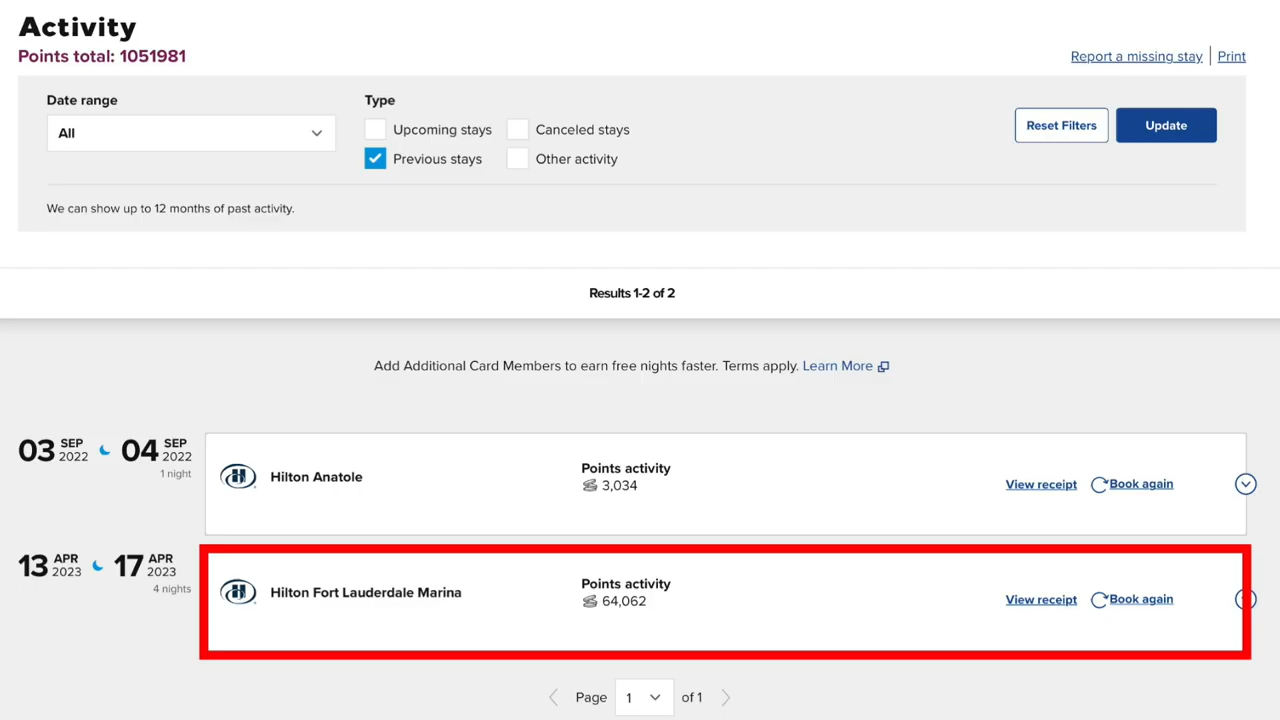 Activity
Points total: 1051981
Report a missing stay Print
Date range
Type
All
Upcoming stays
Canceled stays
Previous stays
Other activity
Reset Filters
Update
We can show up to 12 months of past activity.
Results 1-2 of 2
Add Additional Card Members to earn free nights faster. Terms apply. Learn More
03 SEP 2022 04 SEP 2022
1 night
Hilton Anatole
Points activity
3,034
View receipt Book again
13 APR 2023 17 APR 2023
4 nights
Hilton Fort Lauderdale Marina
Points activity
64,062
View receipt Book again
Page 1 of 1